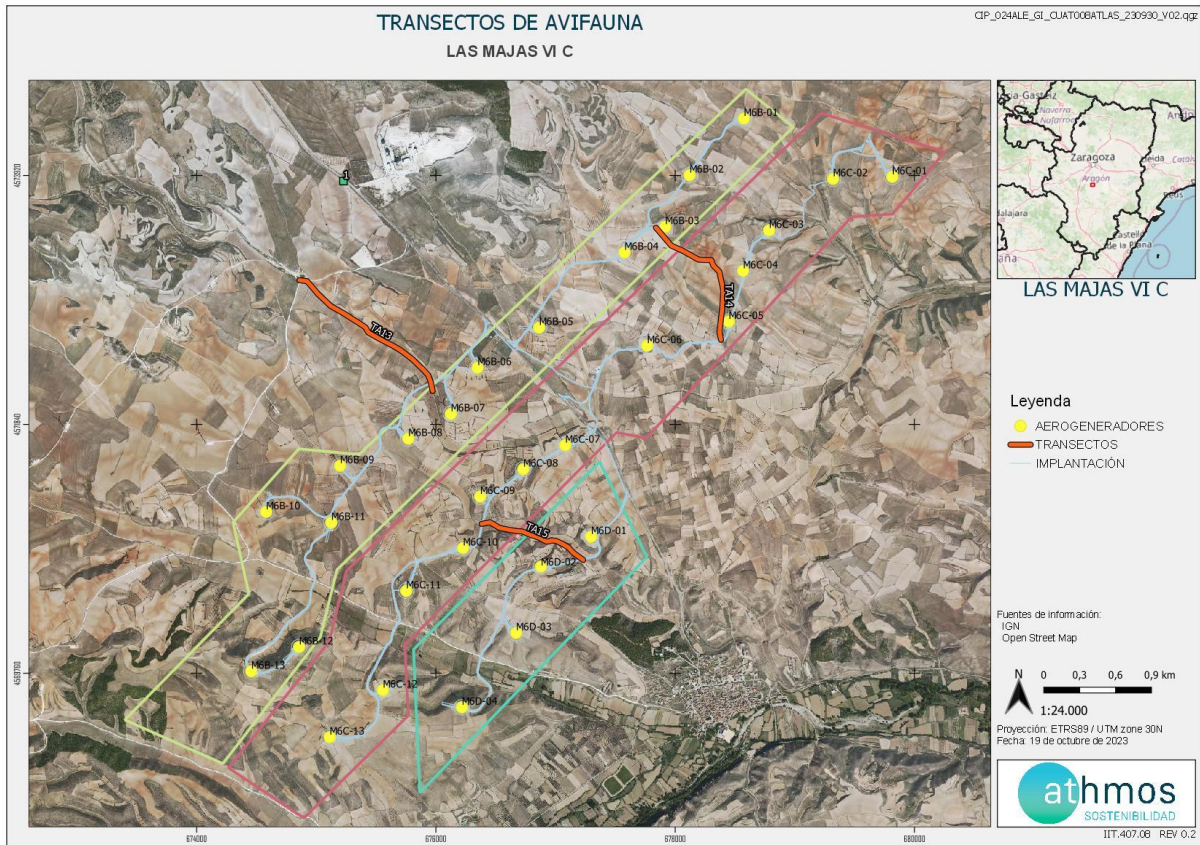 CIP_024ALE_GI_CUAT008ATLAS_230930_V02.qgz
TRANSECTOS DE AVIFAUNA
LAS MAJAS VI C
M6B-01
M6B-02
M6C-02
M6C-01
1
M6B-03
M6C-03
M6B-04
M6C-04
TA14
M6B-05
M6C-05
TA13
M6C-06
M6B-06
M6B-07
M6B-08
M6C-07
M6B-09
M6C-08
M6C-09
M6B-10
M6B-11
TA15
M6D-01
M6C-10
M6D-02
M6C-11
M6D-03
M6B-12
M6B-13
M6C-12
M6D-04
M6C-13
674000
676000
678000
680000
Navarra
Nafarroa
Zaragoza
Aragón
LAS MAJAS VI C
Leyenda
AEROGENERADORES
TRANSECTOS
IMPLANTACIÓN
Fuentes de información:
IGN
Open Street Map
N
0 0,3 0,6 0,9 km
1:24.000
Proyección: ETRS89 / UTM zone 30N
Fecha: 19 de octubre de 2023
athmos
SOSTENIBILIDAD
IIT.407.08 REV 0.2